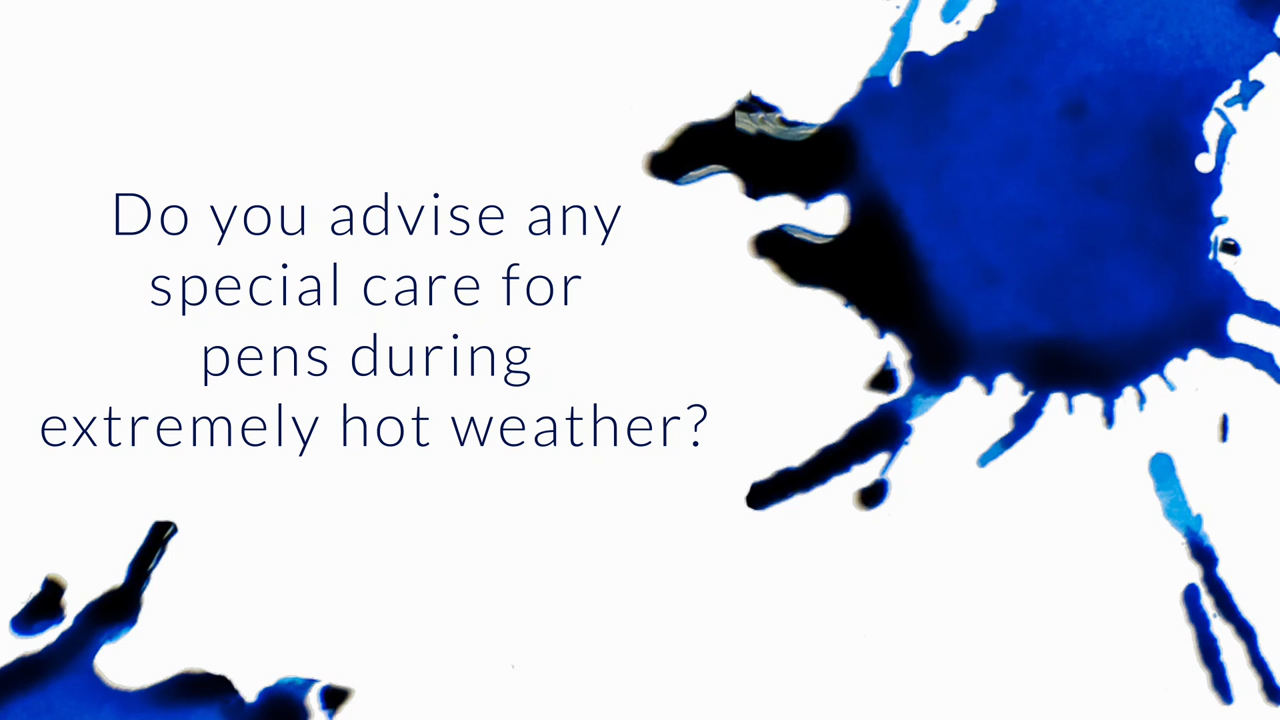 Do you advise any
special care for
pens during
extremely hot weather?